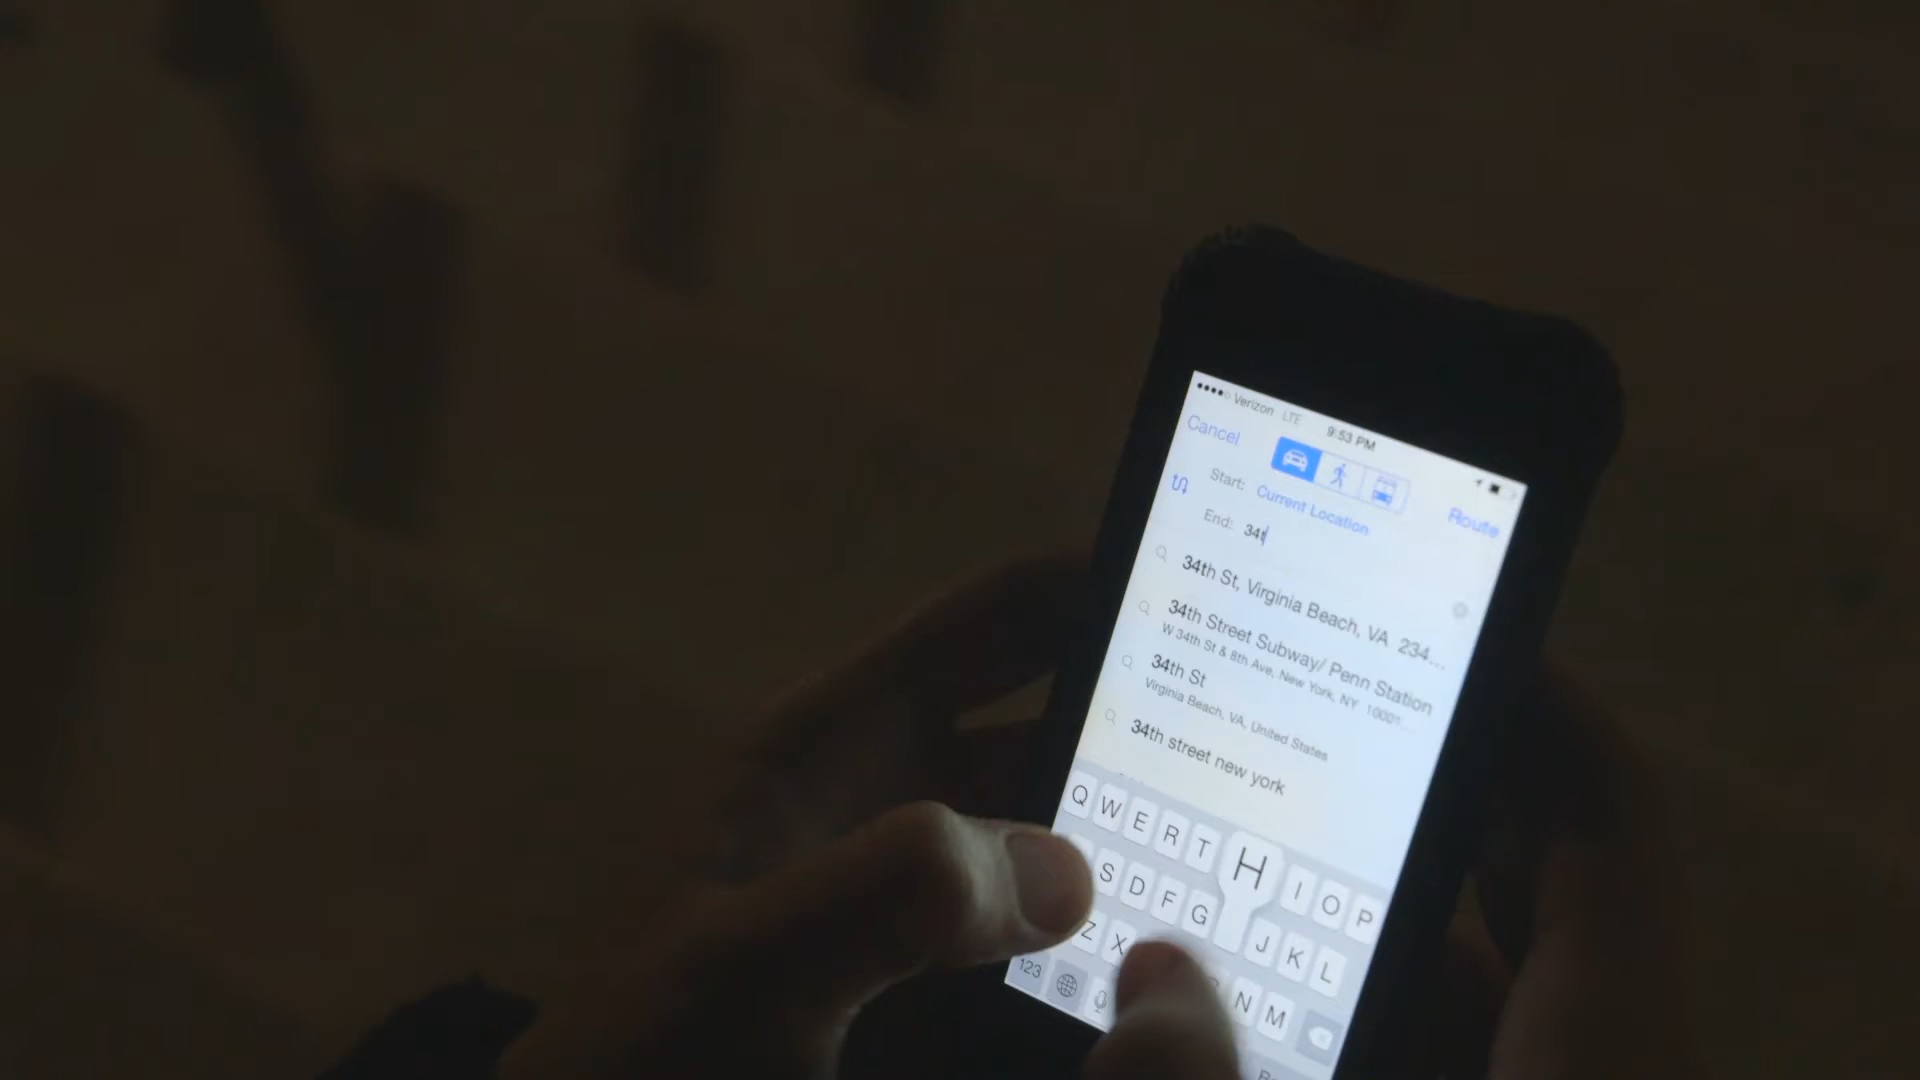 Verizon LTE 9:53 PM
Cancel
Route
Start: Current Location
End: 34t
34th St, Virginia Beach, VA 234...
34th Street Subway/ Penn Station
W 34th St & 8th Ave, New York, NY 10001...
34th St
Virginia Beach, VA, United States
34th street new york
Q W E R T H I O P
S D F G J K L
Z X N M
123